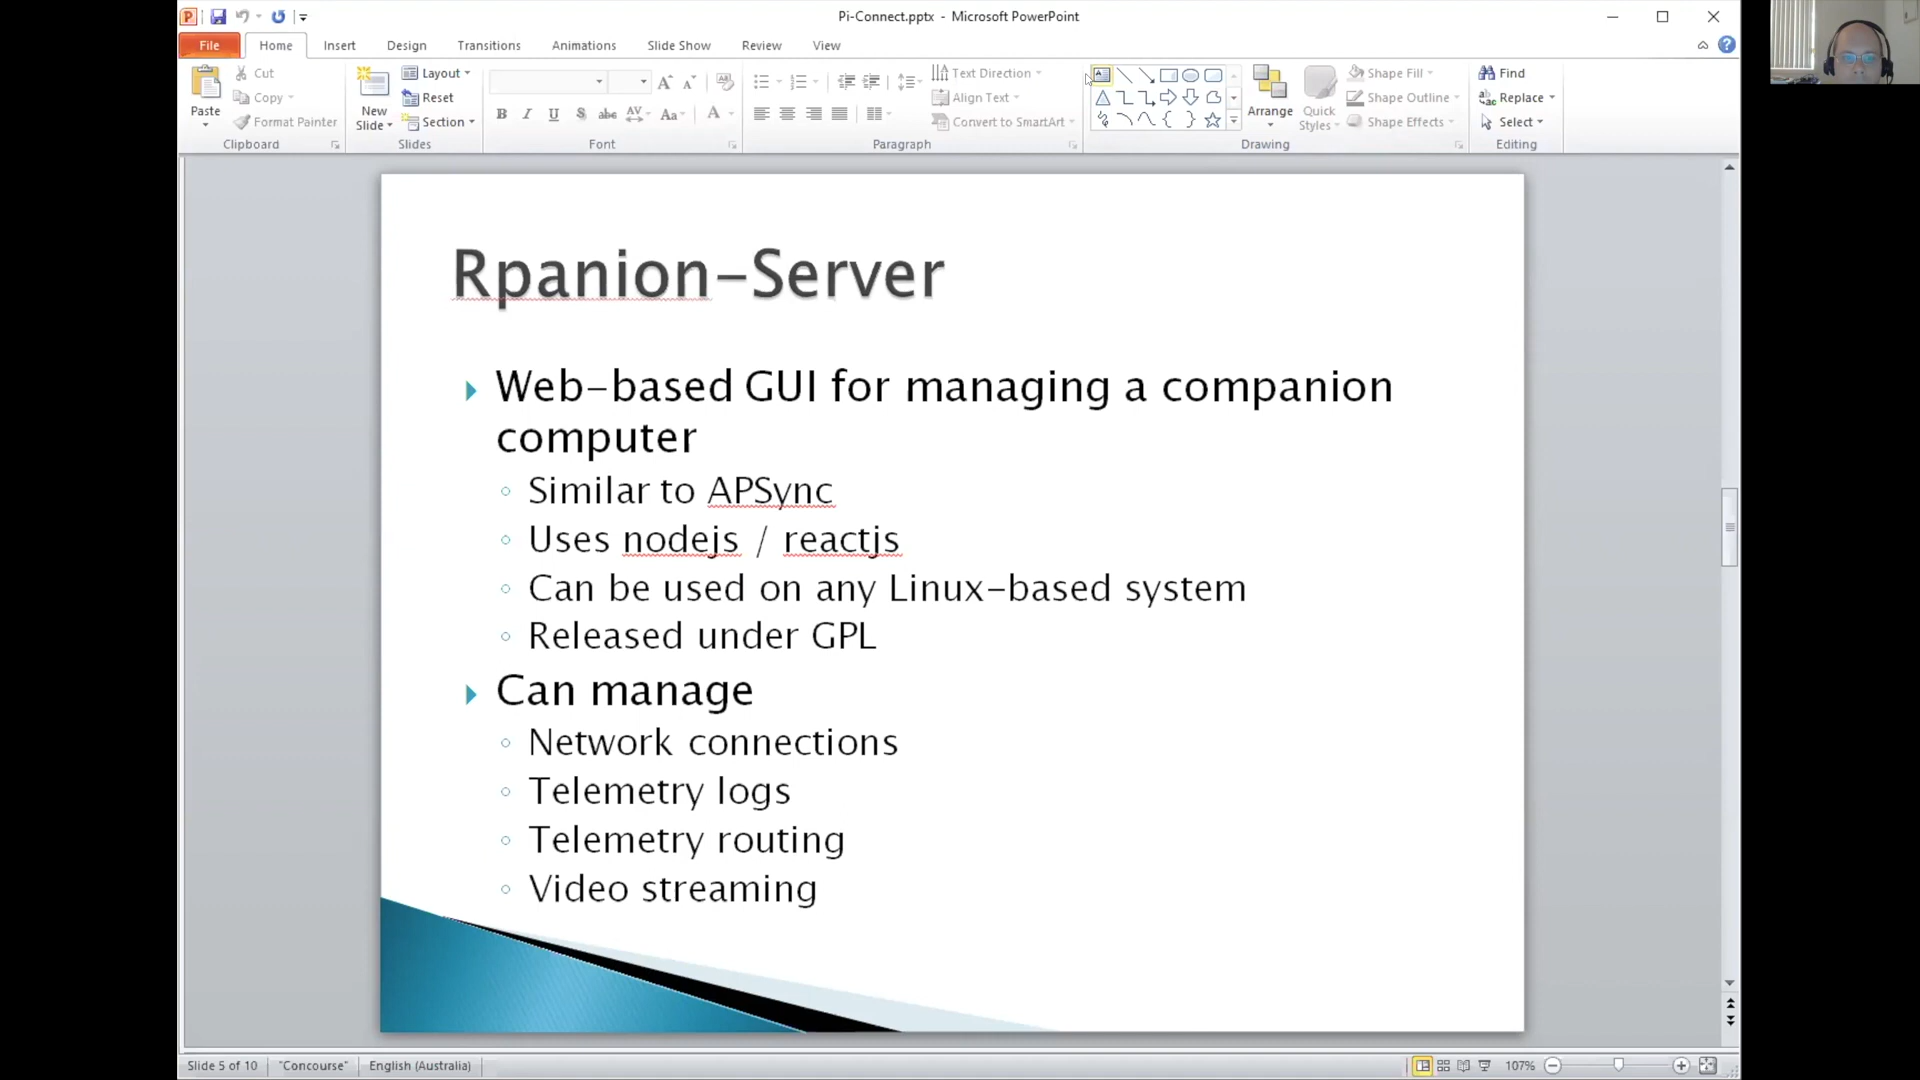 Pi-Connect.pptx - Microsoft PowerPoint
File Home Insert Design Transitions Animations Slide Show Review View
Paste
Cut
Copy
Format Painter
Clipboard
New
Slide
Layout
Reset
Section
Slides
Font
Text Direction
Align Text
Convert to SmartArt
Paragraph
Arrange
Quick
Styles
Shape Fill
Shape Outline
Shape Effects
Drawing
Find
Replace
Select
Editing
Rpanion-Server
Web-based GUI for managing a companion
computer
Similar to APSync
Uses nodejs / reactjs
Can be used on any Linux-based system
Released under GPL
Can manage
Network connections
Telemetry logs
Telemetry routing
Video streaming
Slide 5 of 10 "Concourse" English (Australia) 107%